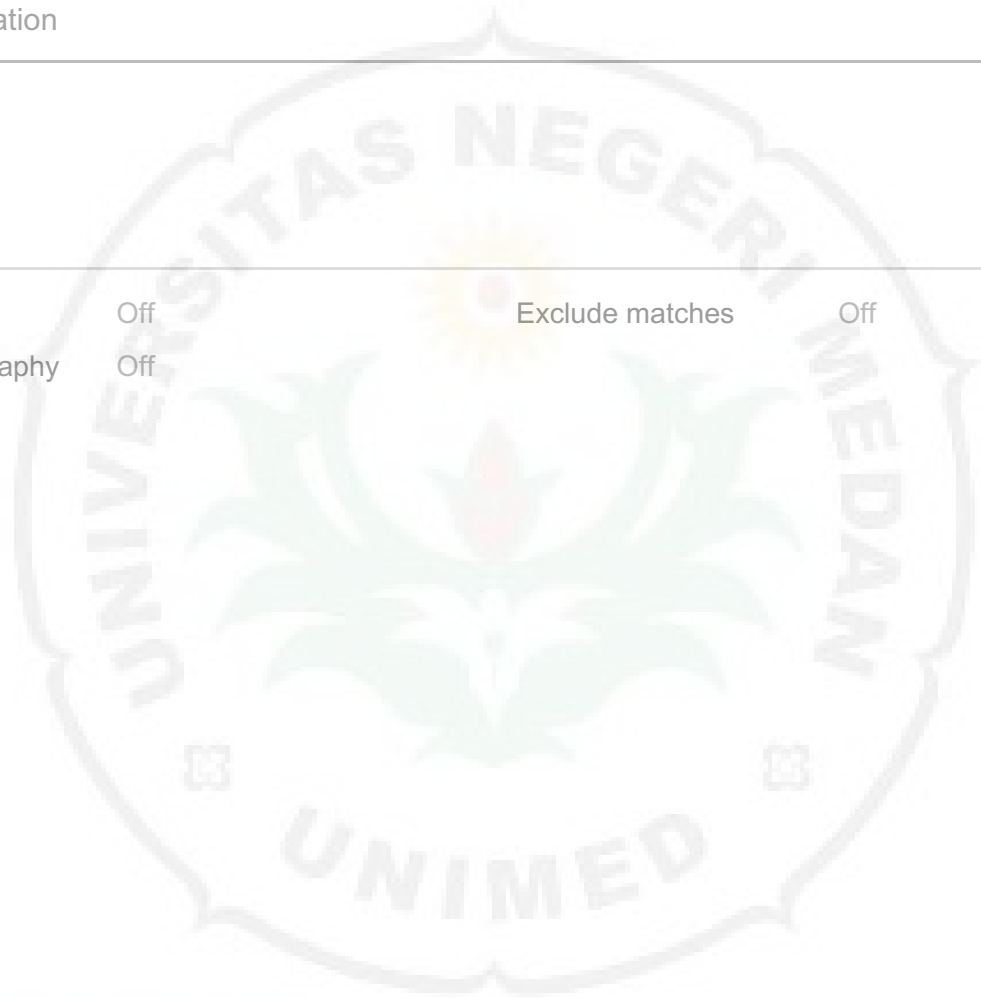 ation
Off Exclude matches Off
aphy Off
UNIVERSITAS NEGERI MEDAN
UNIMED